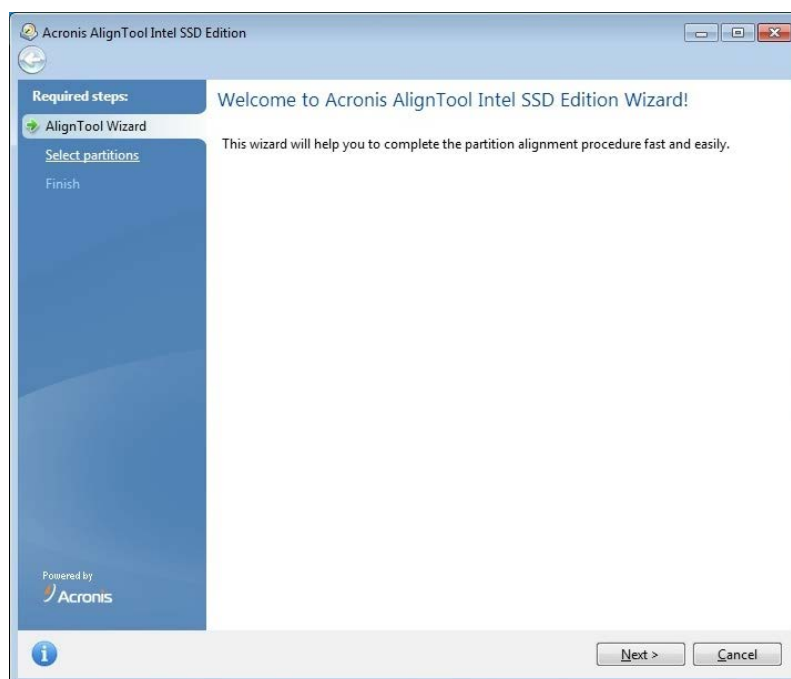 Acronis AlignTool Intel SSD Edition
Required steps:
AlignTool Wizard
Select partitions
Finish
Welcome to Acronis AlignTool Intel SSD Edition Wizard!
This wizard will help you to complete the partition alignment procedure fast and easily.
Powered by
Acronis
Next >
Cancel